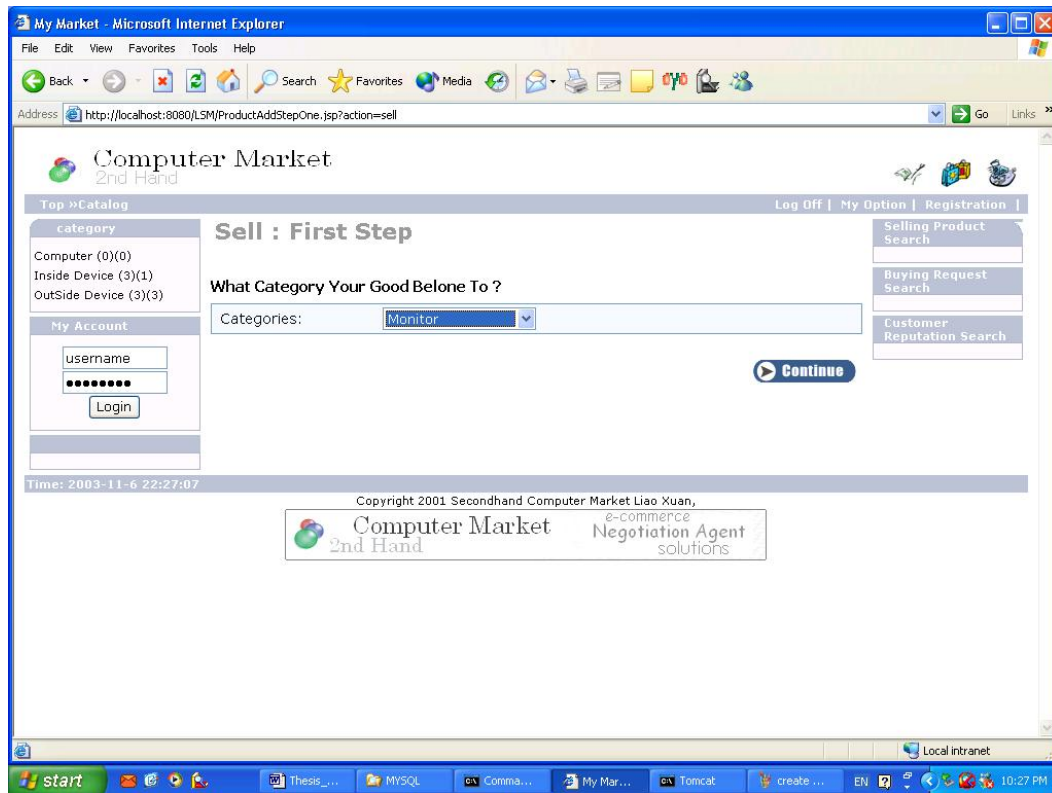 My Market - Microsoft Internet Explorer
File Edit View Favorites Tools Help
Back Search Favorites Media
Address http://localhost:8080/LSM/ProductAddStepOne.jsp?action=sell Go Links »
Computer Market
2nd Hand
Top »Catalog Log Off | My Option | Registration |
category
Computer (0)(0)
Inside Device (3)(1)
OutSide Device (3)(3)
My Account
username
●●●●●●●●
Login
Sell : First Step
What Category Your Good Belone To ?
Categories: Monitor
Continue
Selling Product
Search
Buying Request
Search
Customer
Reputation Search
Time: 2003-11-6 22:27:07
Copyright 2001 Secondhand Computer Market Liao Xuan,
Computer Market
2nd Hand
e-commerce
Negotiation Agent
solutions
Local intranet
start Thesis_... MYSQL Comma... My Mar... Tomcat create ... EN 10:27 PM